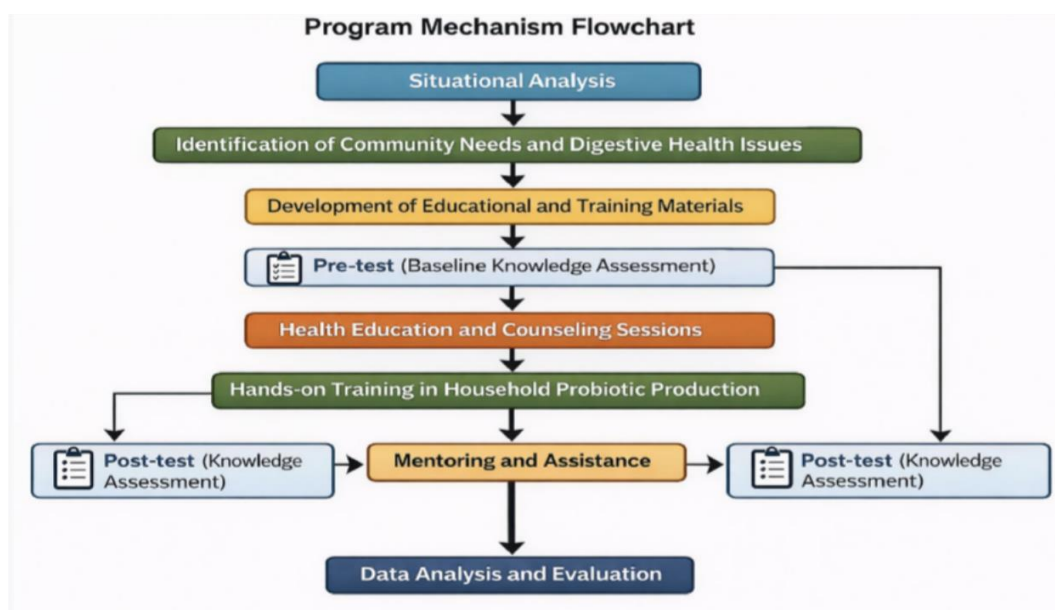 Program Mechanism Flowchart
Situational Analysis
Identification of Community Needs and Digestive Health Issues
Development of Educational and Training Materials
Pre-test (Baseline Knowledge Assessment)
Health Education and Counseling Sessions
Hands-on Training in Household Probiotic Production
Post-test (Knowledge
Assessment)
Mentoring and Assistance
Post-test (Knowledge
Assessment)
Data Analysis and Evaluation